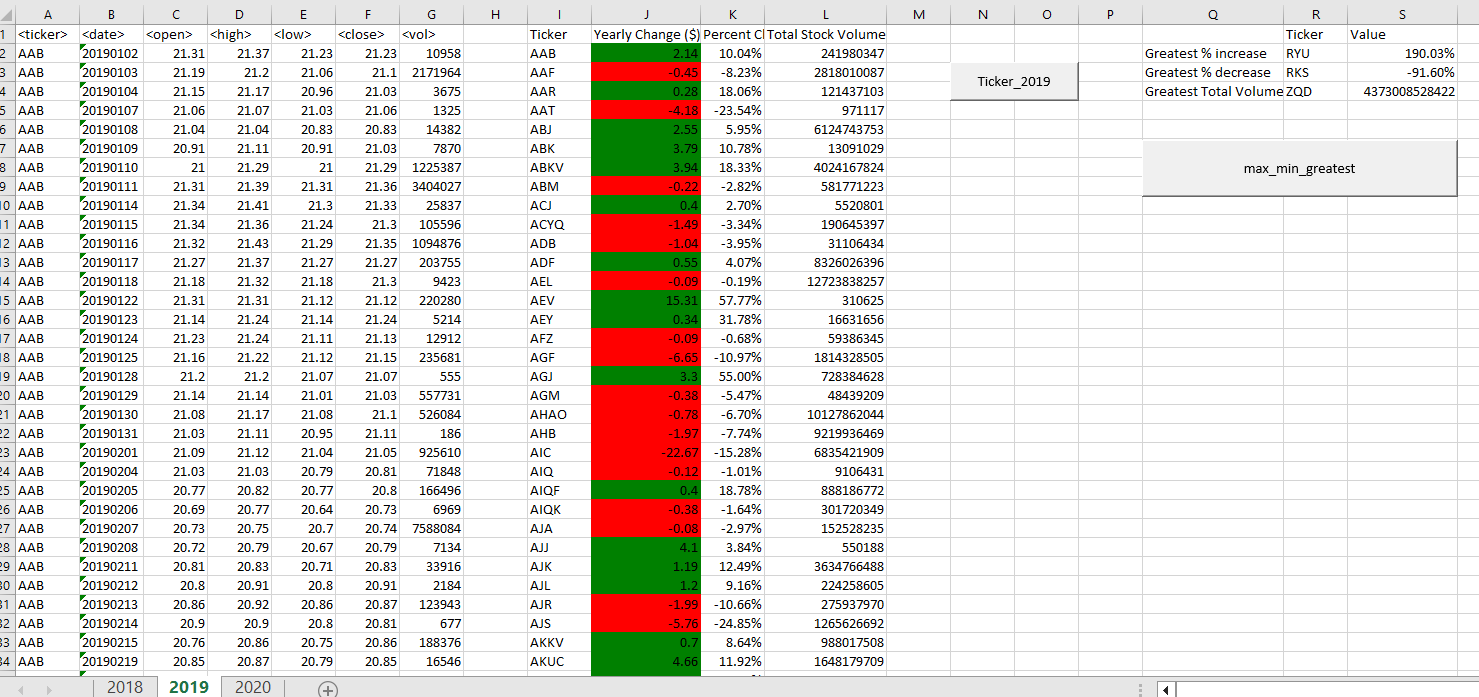 A B C D E F G H I J K L M N O P Q R S
1 <ticker> <date> <open> <high> <low> <close> <vol> Ticker Yearly Change ($) Percent Cl Total Stock Volume Ticker Value
2 AAB 20190102 21.31 21.37 21.23 21.23 10958 AAB 2.14 10.04% 241980347 Greatest % increase RYU 190.03%
3 AAB 20190103 21.19 21.2 21.06 21.1 2171964 AAF -0.45 -8.23% 2818010087 Ticker_2019 Greatest % decrease RKS -91.60%
4 AAB 20190104 21.15 21.17 20.96 21.03 3675 AAR 0.28 18.06% 121437103 Greatest Total Volume ZQD 4373008528422
5 AAB 20190107 21.06 21.07 21.03 21.06 1325 AAT -4.18 -23.54% 971117
6 AAB 20190108 21.04 21.04 20.83 20.83 14382 ABJ 2.55 5.95% 6124743753
7 AAB 20190109 20.91 21.11 20.91 21.03 7870 ABK 3.79 10.78% 13091029
8 AAB 20190110 21 21.29 21 21.29 1225387 ABKV 3.94 18.33% 4024167824 max_min_greatest
9 AAB 20190111 21.31 21.39 21.31 21.36 3404027 ABM -0.22 -2.82% 581771223
10 AAB 20190114 21.34 21.41 21.3 21.33 25837 ACJ 0.4 2.70% 5520801
11 AAB 20190115 21.34 21.36 21.24 21.3 105596 ACYQ -1.49 -3.34% 190645397
12 AAB 20190116 21.32 21.43 21.29 21.35 1094876 ADB -1.04 -3.95% 31106434
13 AAB 20190117 21.27 21.37 21.27 21.27 203755 ADF 0.55 4.07% 8326026396
14 AAB 20190118 21.18 21.32 21.18 21.3 9423 AEL -0.09 -0.19% 12723838257
15 AAB 20190122 21.31 21.31 21.12 21.12 220280 AEV 15.31 57.77% 310625
16 AAB 20190123 21.14 21.24 21.14 21.24 5214 AEY 0.34 31.78% 16631656
17 AAB 20190124 21.23 21.24 21.11 21.13 12912 AFZ -0.09 -0.68% 59386345
18 AAB 20190125 21.16 21.22 21.12 21.15 235681 AGF -6.65 -10.97% 1814328505
19 AAB 20190128 21.2 21.2 21.07 21.07 555 AGJ 3.3 55.00% 728384628
20 AAB 20190129 21.14 21.14 21.01 21.03 557731 AGM -0.38 -5.47% 48439209
21 AAB 20190130 21.08 21.17 21.08 21.1 526084 AHAO -0.78 -6.70% 10127862044
22 AAB 20190131 21.03 21.11 20.95 21.11 186 AHB -1.97 -7.74% 9219936469
23 AAB 20190201 21.09 21.12 21.04 21.05 925610 AIC -22.67 -15.28% 6835421909
24 AAB 20190204 21.03 21.03 20.79 20.81 71848 AIQ -0.12 -1.01% 9106431
25 AAB 20190205 20.77 20.82 20.77 20.8 166496 AIQF 0.4 18.78% 888186772
26 AAB 20190206 20.69 20.77 20.64 20.73 6969 AIQK -0.38 -1.64% 301720349
27 AAB 20190207 20.73 20.75 20.7 20.74 7588084 AJA -0.08 -2.97% 152528235
28 AAB 20190208 20.72 20.79 20.67 20.79 7134 AJJ 4.1 3.84% 550188
29 AAB 20190211 20.81 20.83 20.71 20.83 33916 AJK 1.19 12.49% 3634766488
30 AAB 20190212 20.8 20.91 20.8 20.91 2184 AJL 1.2 9.16% 224258605
31 AAB 20190213 20.86 20.92 20.86 20.87 123943 AJR -1.99 -10.66% 275937970
32 AAB 20190214 20.9 20.9 20.8 20.81 677 AJS -5.76 -24.85% 1265626692
33 AAB 20190215 20.76 20.86 20.75 20.86 188376 AKKV 0.7 8.64% 988017508
34 AAB 20190219 20.85 20.87 20.79 20.85 16546 AKUC 4.66 11.92% 1648179709
2018 2019 2020